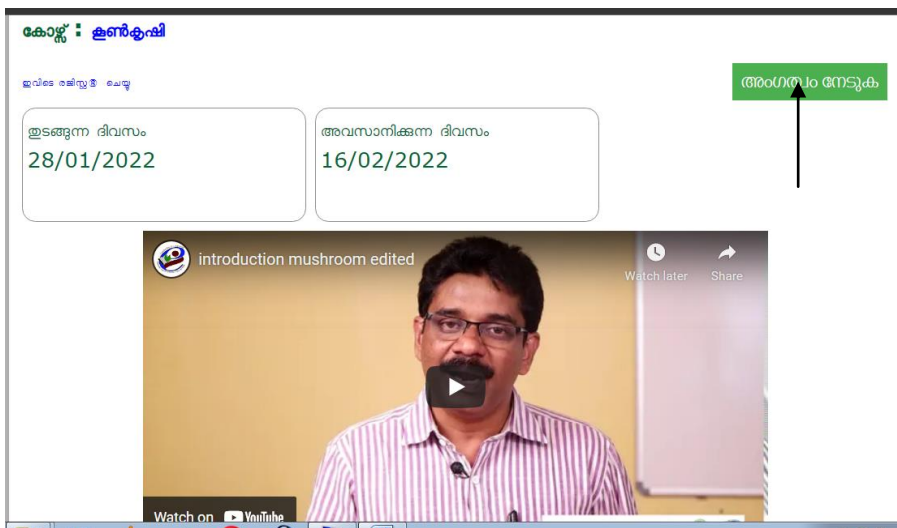 കോഴ്സ് : കൂൺകൃഷി
ഇവിടെ രജിസ്റ്റർ ചെയ്യൂ
അംഗത്വം നേടുക
തുടങ്ങുന്ന ദിവസം
28/01/2022
അവസാനിക്കുന്ന ദിവസം
16/02/2022
introduction mushroom edited
Watch later
Share
Watch on YouTube